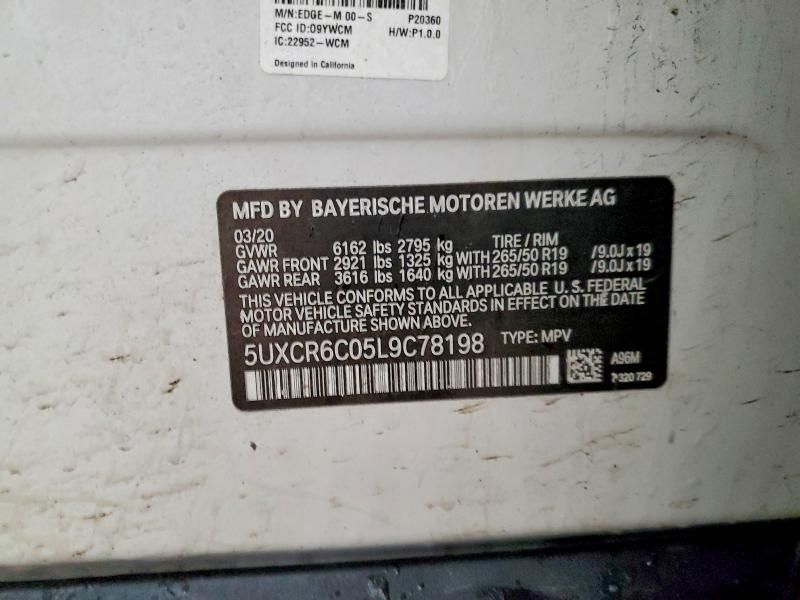 M/N:EDGE-M 00-S P20360
FCC ID:O9YWCM H/W:P1.0.0
IC:22952-WCM
Designed in California
MFD BY BAYERISCHE MOTOREN WERKE AG
03/20 TIRE / RIM
GVWR 6162 lbs 2795 kg
GAWR FRONT 2921 lbs 1325 kg WITH 265/50 R19 /9.0J x 19
GAWR REAR 3616 lbs 1640 kg WITH 265/50 R19 /9.0J x 19
THIS VEHICLE CONFORMS TO ALL APPLICABLE U.S. FEDERAL
MOTOR VEHICLE SAFETY STANDARDS IN EFFECT ON THE DATE
OF MANUFACTURE SHOWN ABOVE.
5UXCR6C05L9C78198 TYPE: MPV
A96M
7320 729